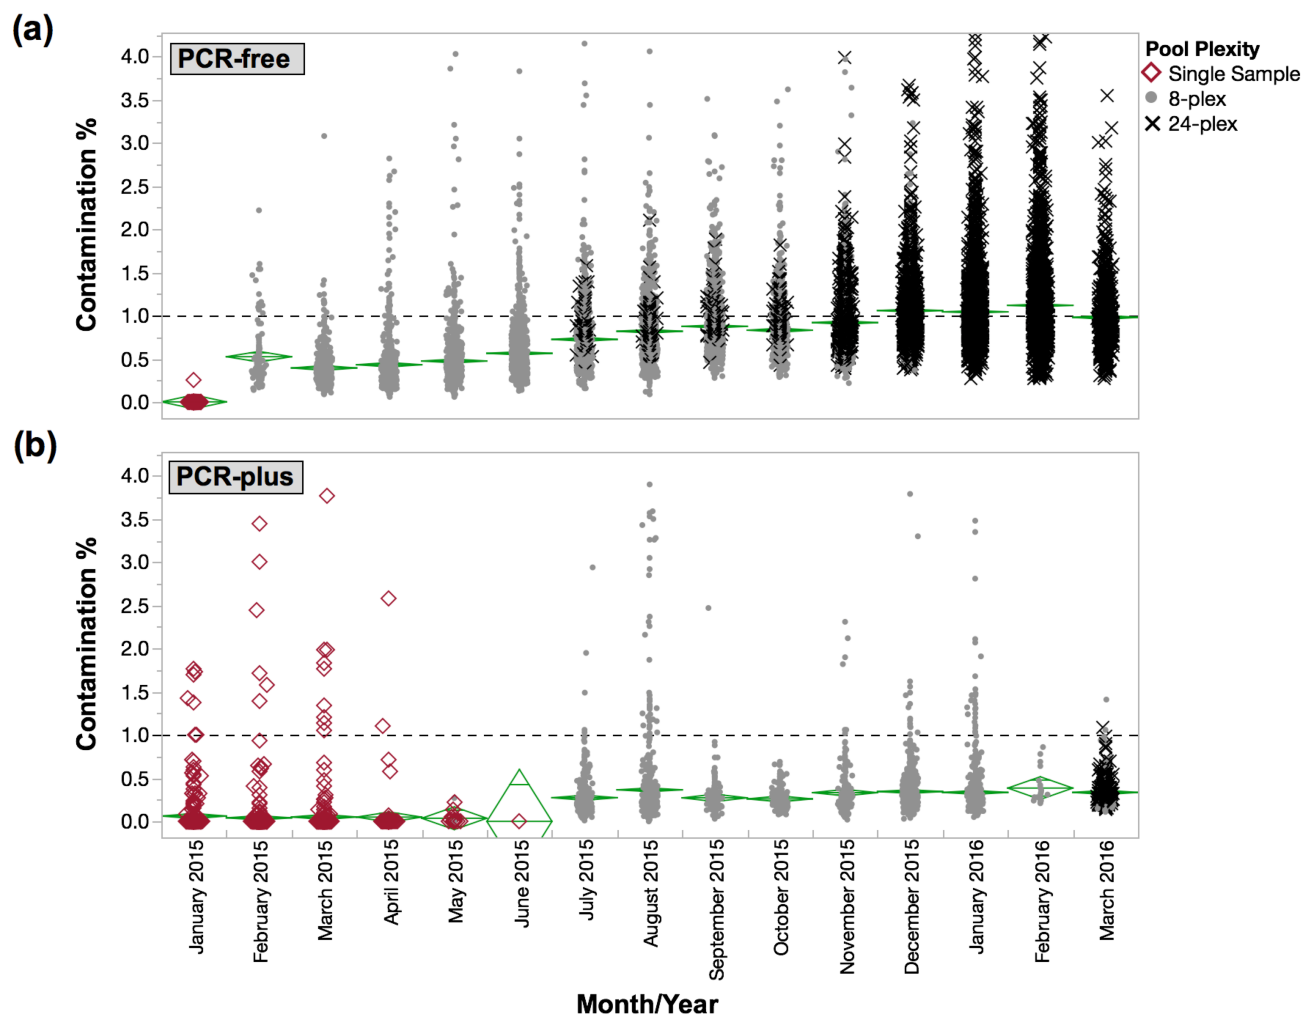 (a)
PCR-free
Contamination %
4.0
3.5
3.0
2.5
2.0
1.5
1.0
0.5
0.0
Pool Plexity
Single Sample
8-plex
24-plex
(b)
PCR-plus
Contamination %
4.0
3.5
3.0
2.5
2.0
1.5
1.0
0.5
0.0
January 2015
February 2015
March 2015
April 2015
May 2015
June 2015
July 2015
August 2015
September 2015
October 2015
November 2015
December 2015
January 2016
February 2016
March 2016
Month/Year